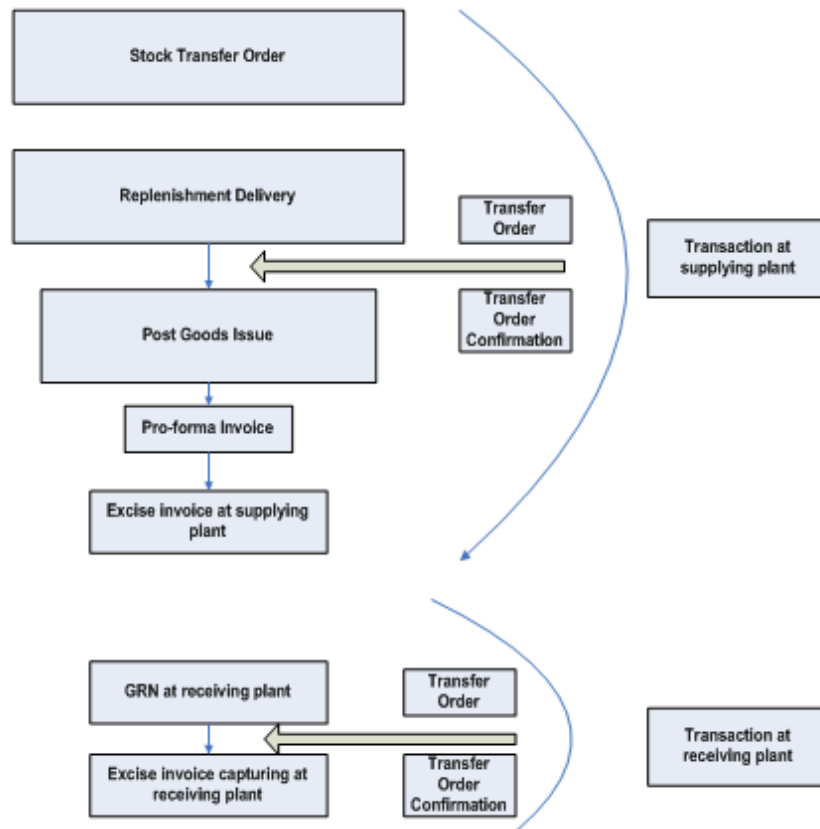 Stock Transfer Order
Replenishment Delivery
Transfer
Order
Transaction at
supplying plant
Post Goods Issue
Transfer
Order
Confirmation
Pro-forma Invoice
Excise invoice at supplying
plant
GRN at receiving plant
Transfer
Order
Transaction at
receiving plant
Excise invoice capturing at
receiving plant
Transfer
Order
Confirmation